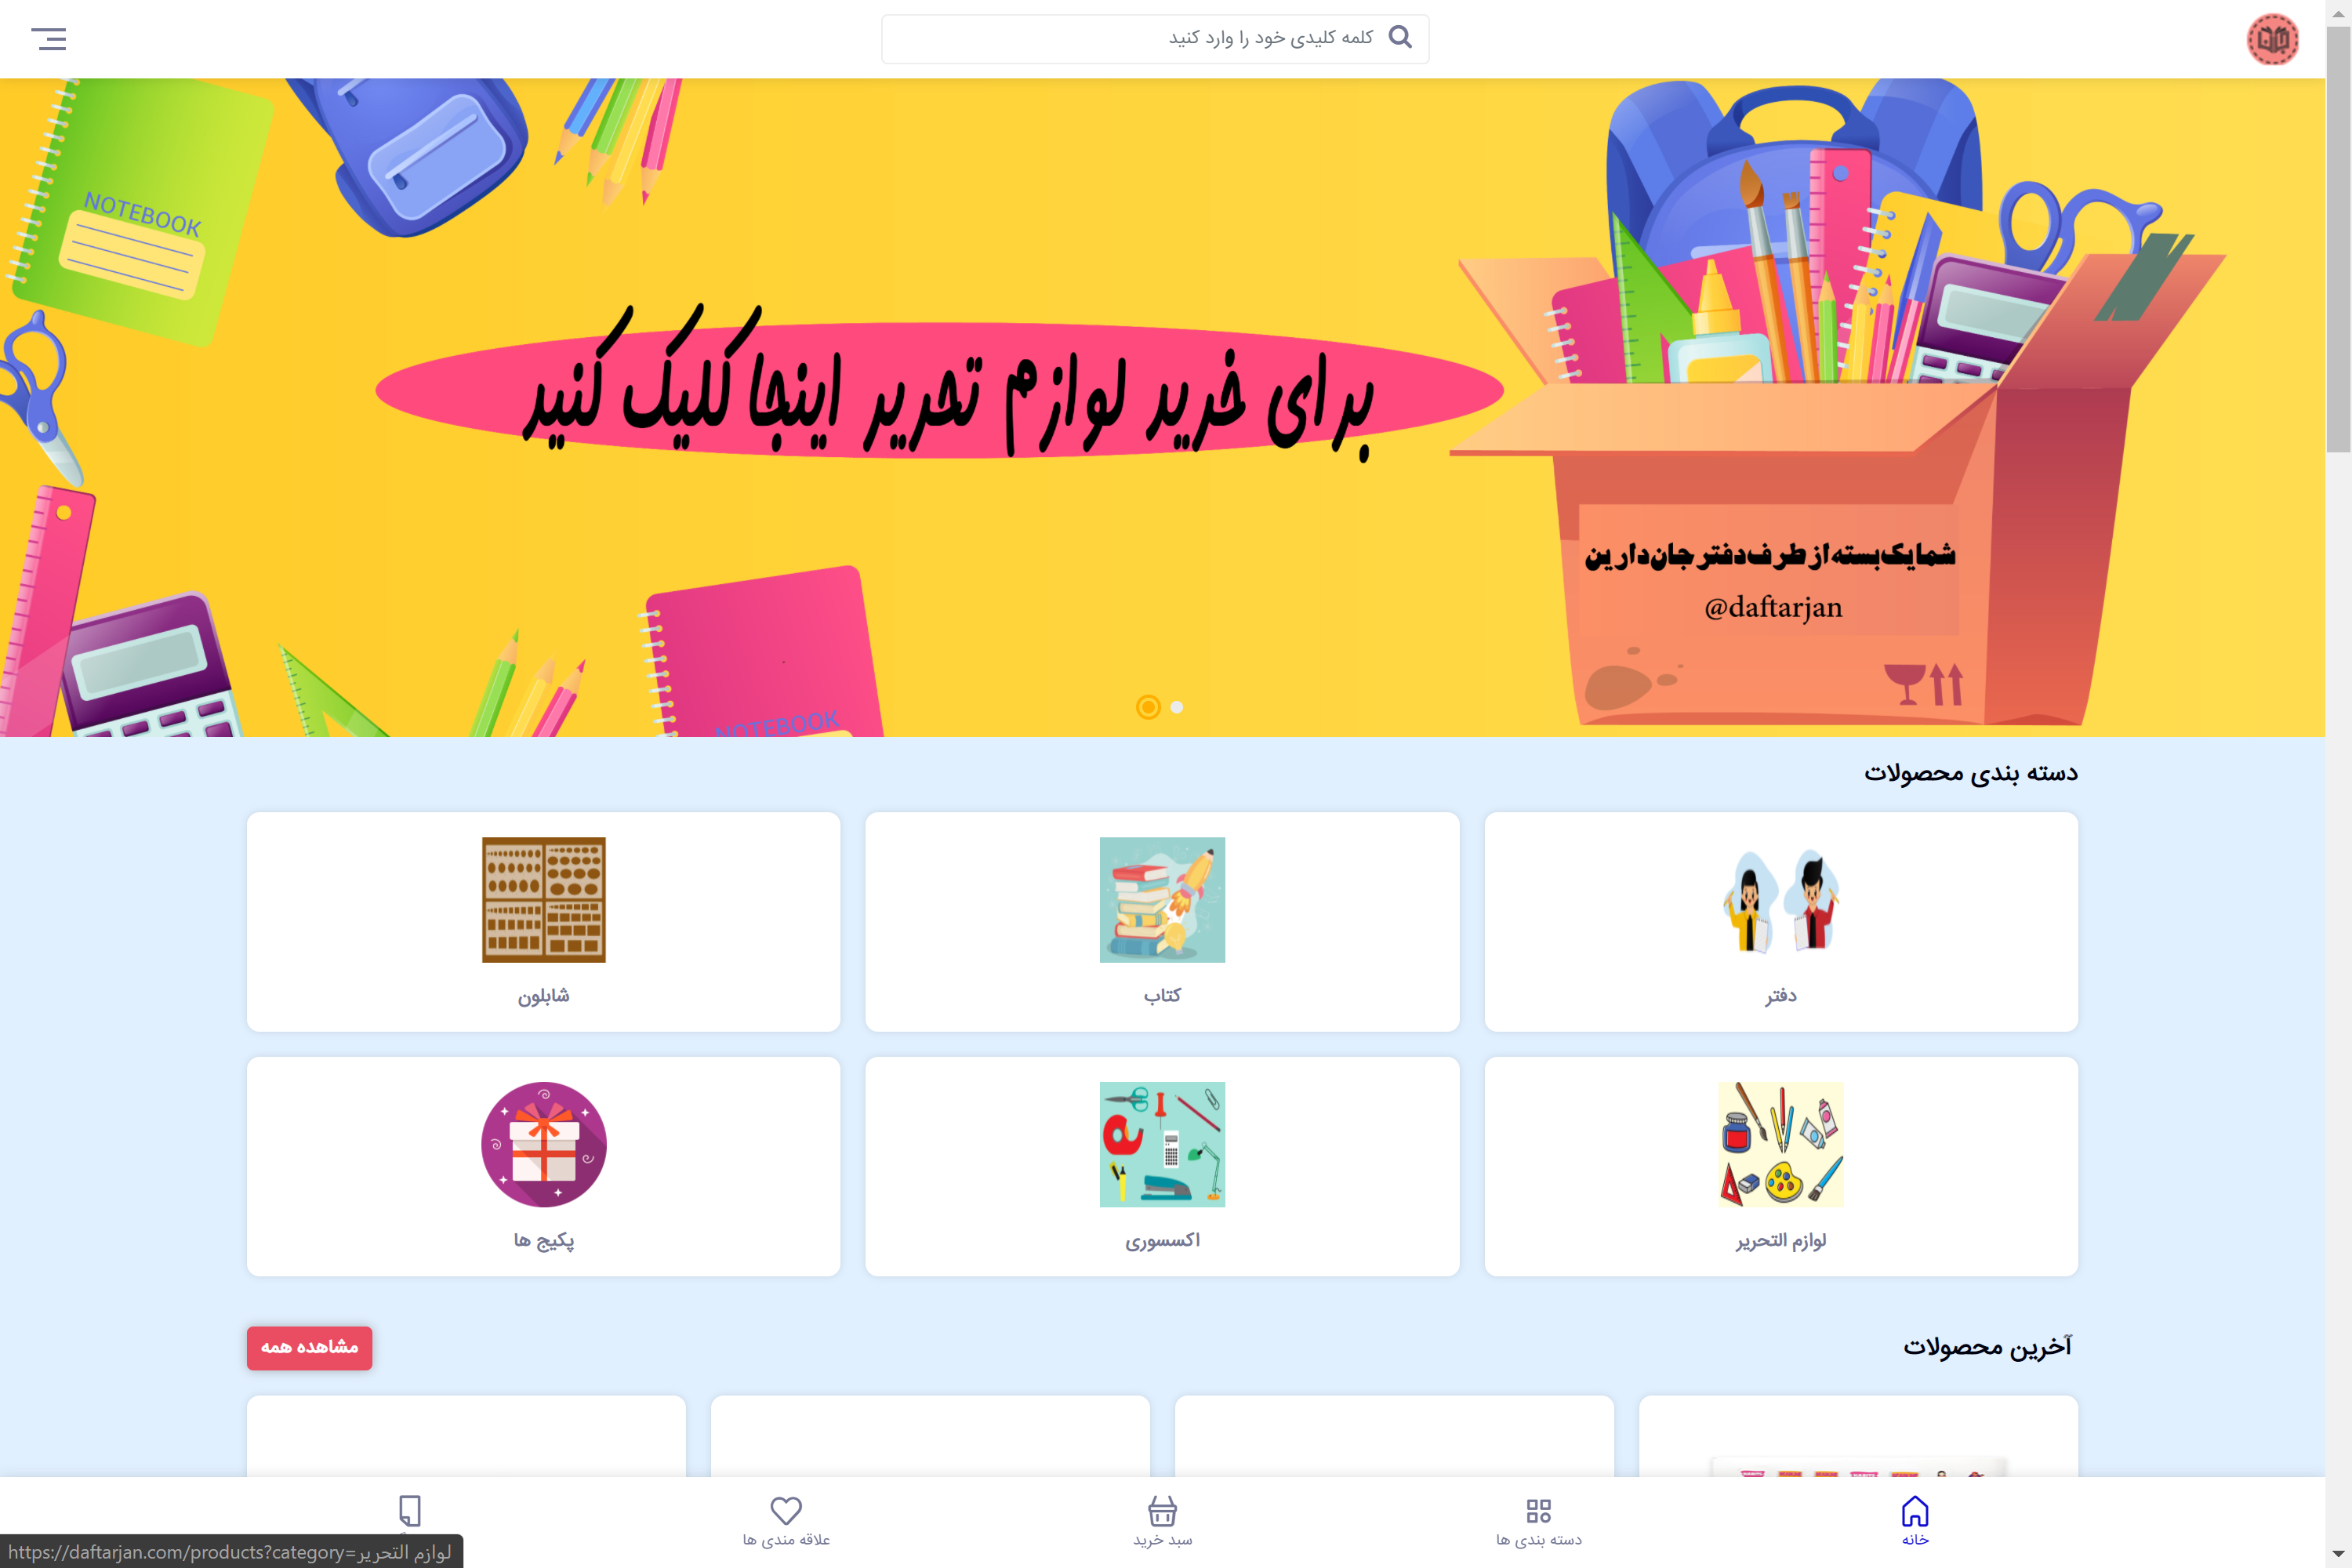 کلمه کلیدی خود را وارد کنید
NOTEBOOK
برای خرید لوازم تحریر اینجا کلیک کنید
شما یک بسته از طرف دفترجان دارین
@daftarjan
NOTEBOOK
دسته بندی محصولات
دفتر
کتاب
شابلون
لوازم التحریر
اکسسوری
پکیج ها
آخرین محصولات
مشاهده همه
خانه
دسته بندی ها
سبد خرید
علاقه مندی ها
https://daftarjan.com/products?category=لوازم التحریر